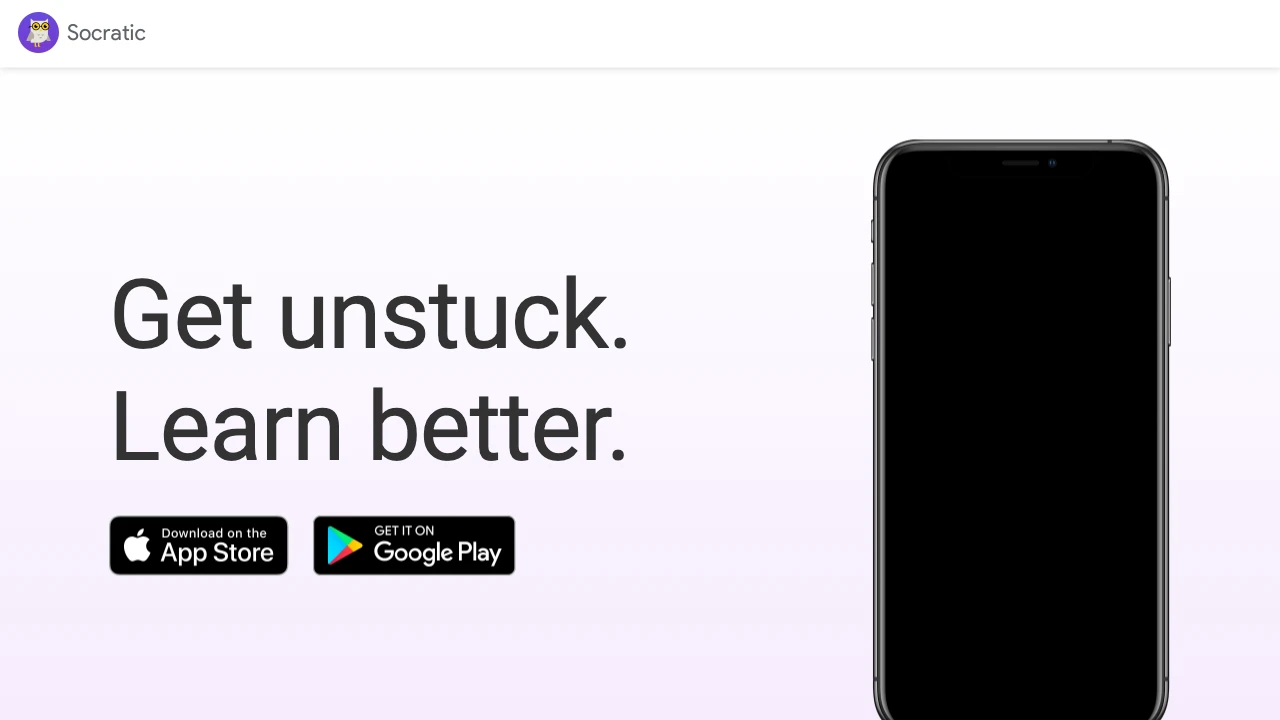 Socratic
Get unstuck.
Learn better.
Download on the
App Store
GET IT ON
Google Play